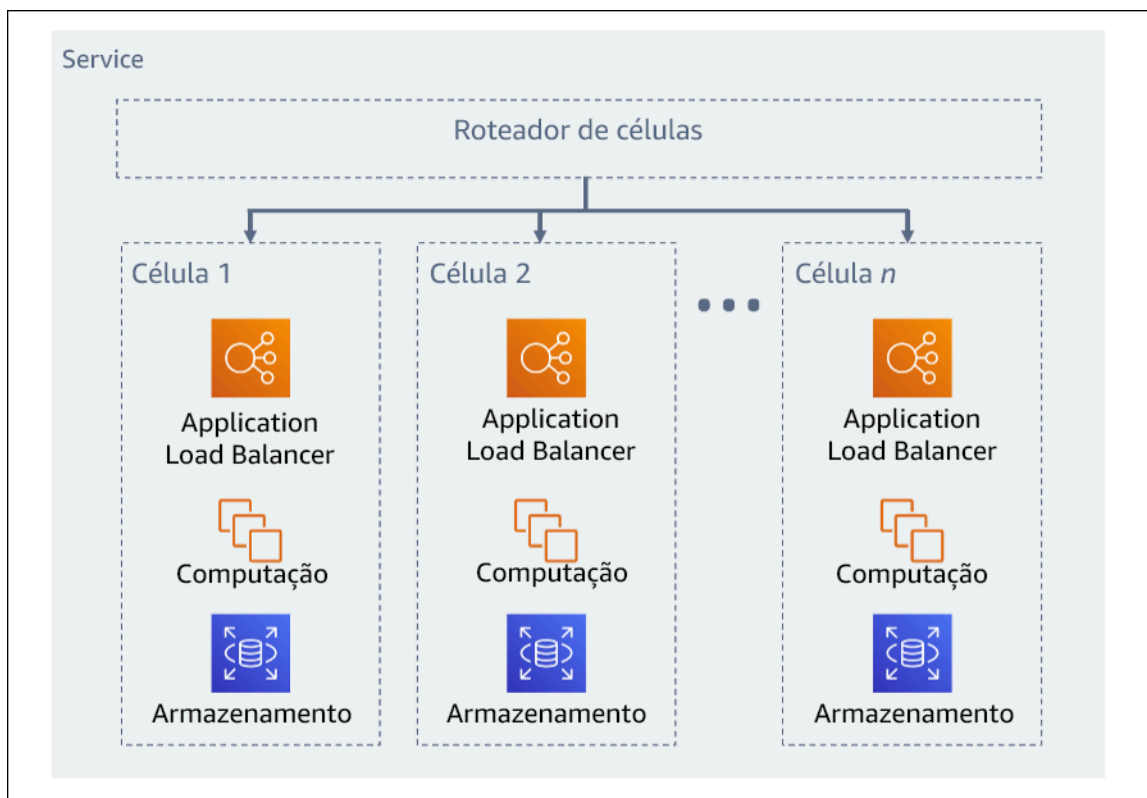 Service
Roteador de células
Célula 1
Application
Load Balancer
Computação
Armazenamento
Célula 2
Application
Load Balancer
Computação
Armazenamento
Célula n
Application
Load Balancer
Computação
Armazenamento